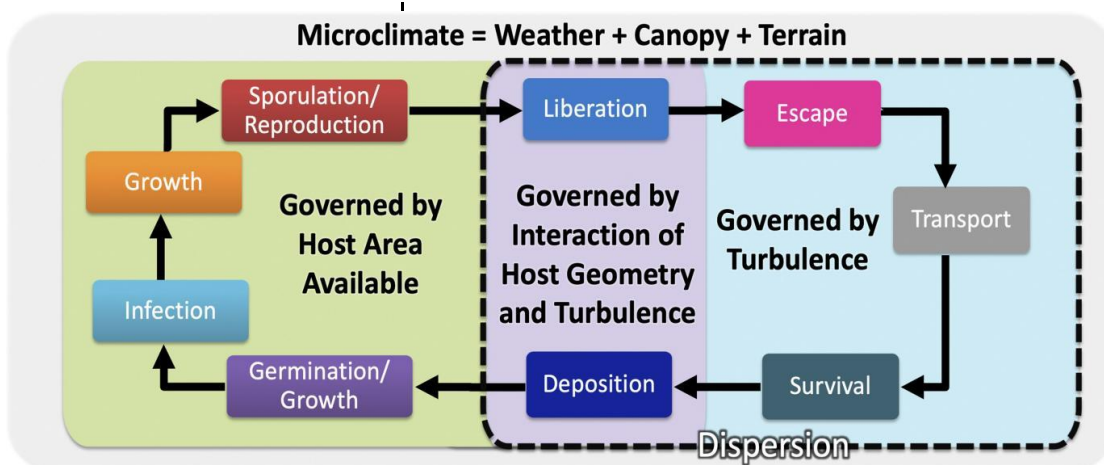 Microclimate = Weather + Canopy + Terrain
Sporulation/
Reproduction
Liberation
Escape
Growth
Transport
Governed by
Host Area
Available
Governed by
Interaction of
Host Geometry
and Turbulence
Governed by
Turbulence
Infection
Germination/
Growth
Deposition
Survival
Dispersion